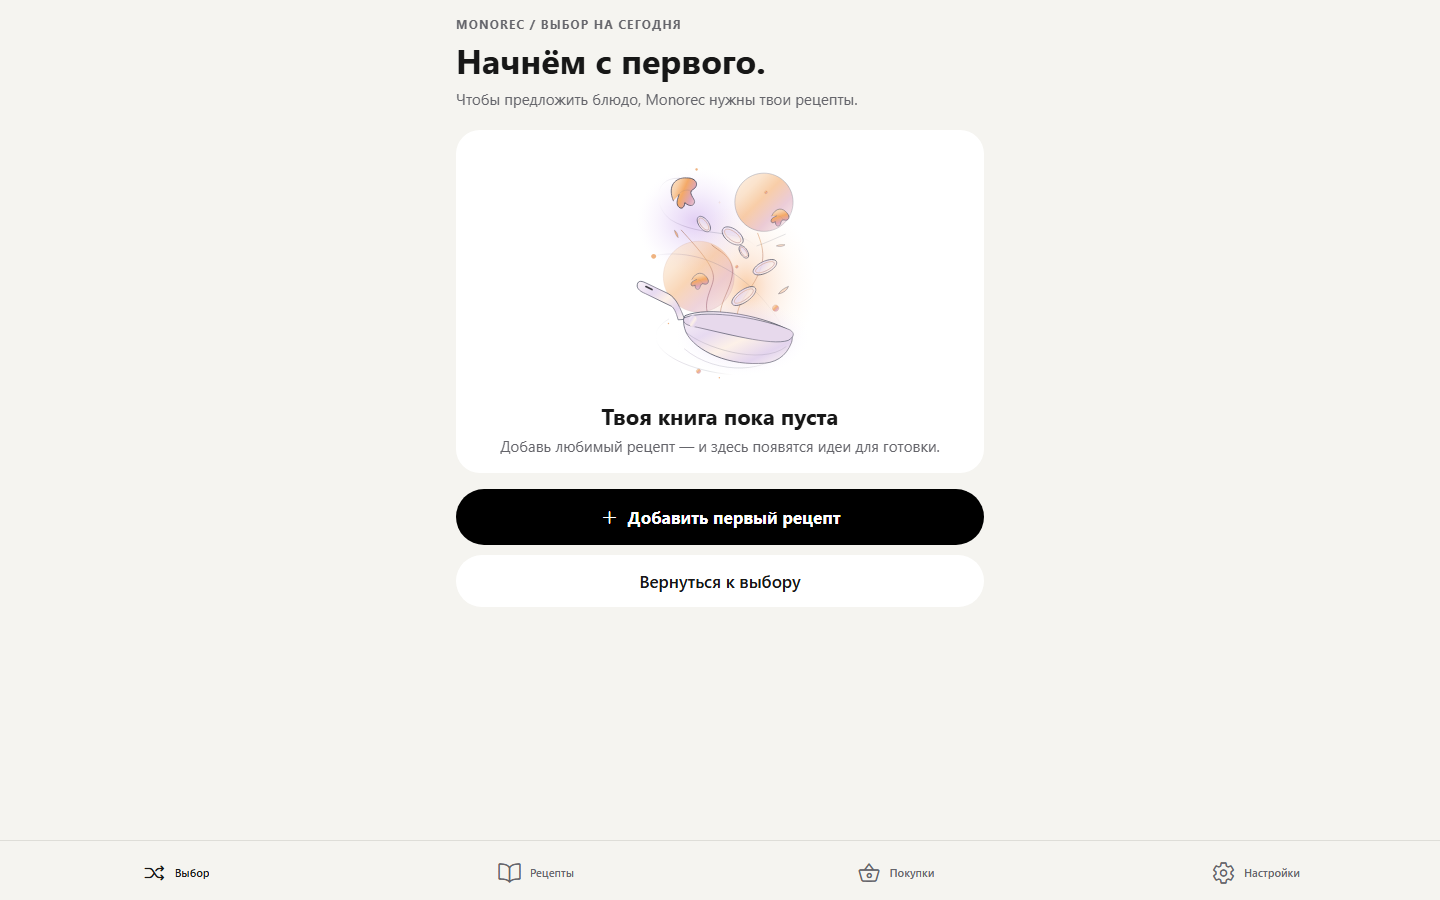 MONOREC / ВЫБОР НА СЕГОДНЯ
Начнём с первого.
Чтобы предложить блюдо, Monorec нужны твои рецепты.
Твоя книга пока пуста
Добавь любимый рецепт — и здесь появятся идеи для готовки.
+ Добавить первый рецепт
Вернуться к выбору
Выбор
Рецепты
Покупки
Настройки